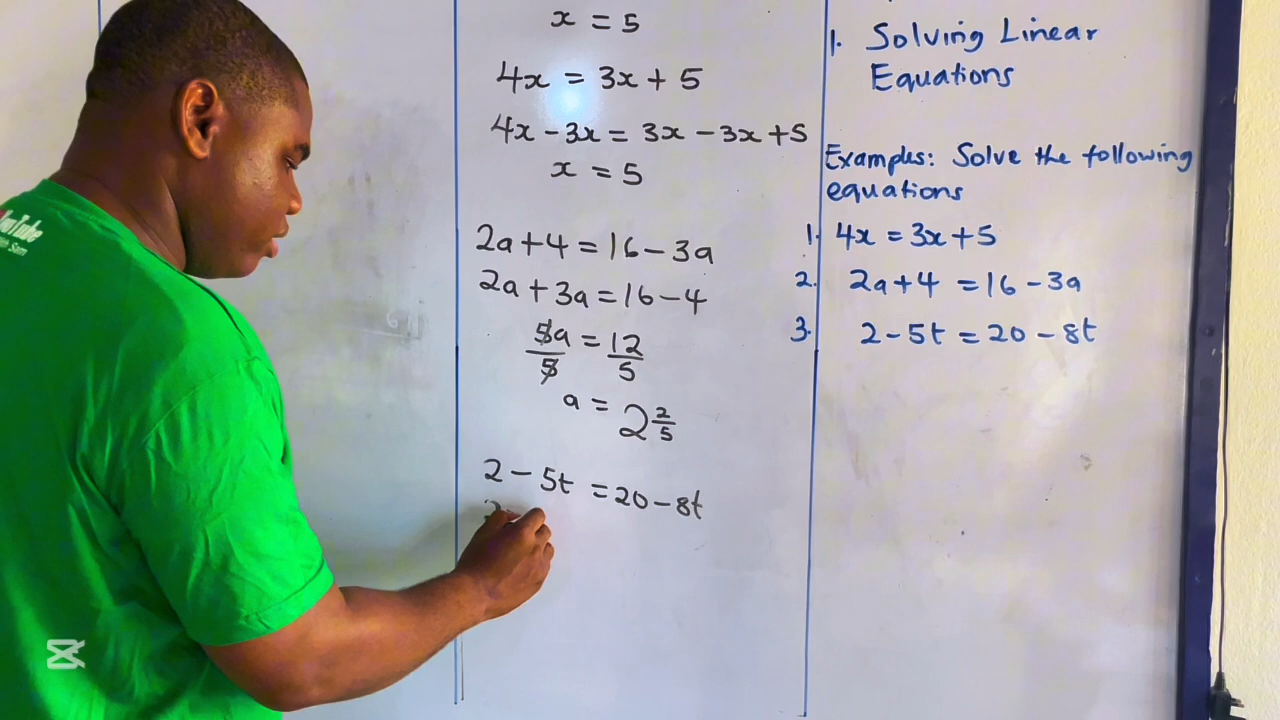 x = 5
4x = 3x + 5
4x - 3x = 3x - 3x + 5
x = 5
2a + 4 = 16 - 3a
2a + 3a = 16 - 4
5a/5 = 12/5
a = 2 2/5
2 - 5t = 20 - 8t
1. Solving Linear
Equations
Examples: Solve the following
equations
1. 4x = 3x + 5
2. 2a + 4 = 16 - 3a
3. 2 - 5t = 20 - 8t
YouTube
Sam